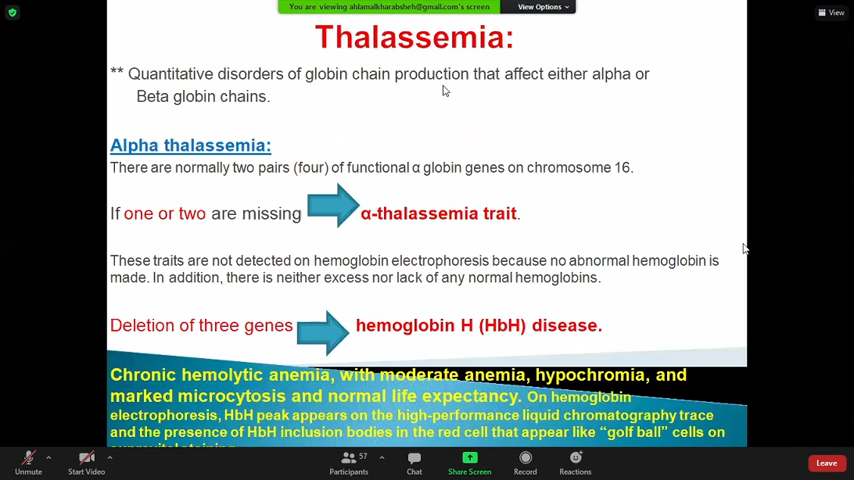 You are viewing ahlamalkharabsheh@gmail.com's screen
View Options
View
Thalassemia:
** Quantitative disorders of globin chain production that affect either alpha or
Beta globin chains.
Alpha thalassemia:
There are normally two pairs (four) of functional α globin genes on chromosome 16.
If one or two are missing
α-thalassemia trait.
These traits are not detected on hemoglobin electrophoresis because no abnormal hemoglobin is
made. In addition, there is neither excess nor lack of any normal hemoglobins.
Deletion of three genes
hemoglobin H (HbH) disease.
Chronic hemolytic anemia, with moderate anemia, hypochromia, and
marked microcytosis and normal life expectancy. On hemoglobin
electrophoresis, HbH peak appears on the high-performance liquid chromatography trace
and the presence of HbH inclusion bodies in the red cell that appear like “golf ball” cells on
Unmute
Start Video
57
Participants
Chat
Share Screen
Record
Reactions
Leave